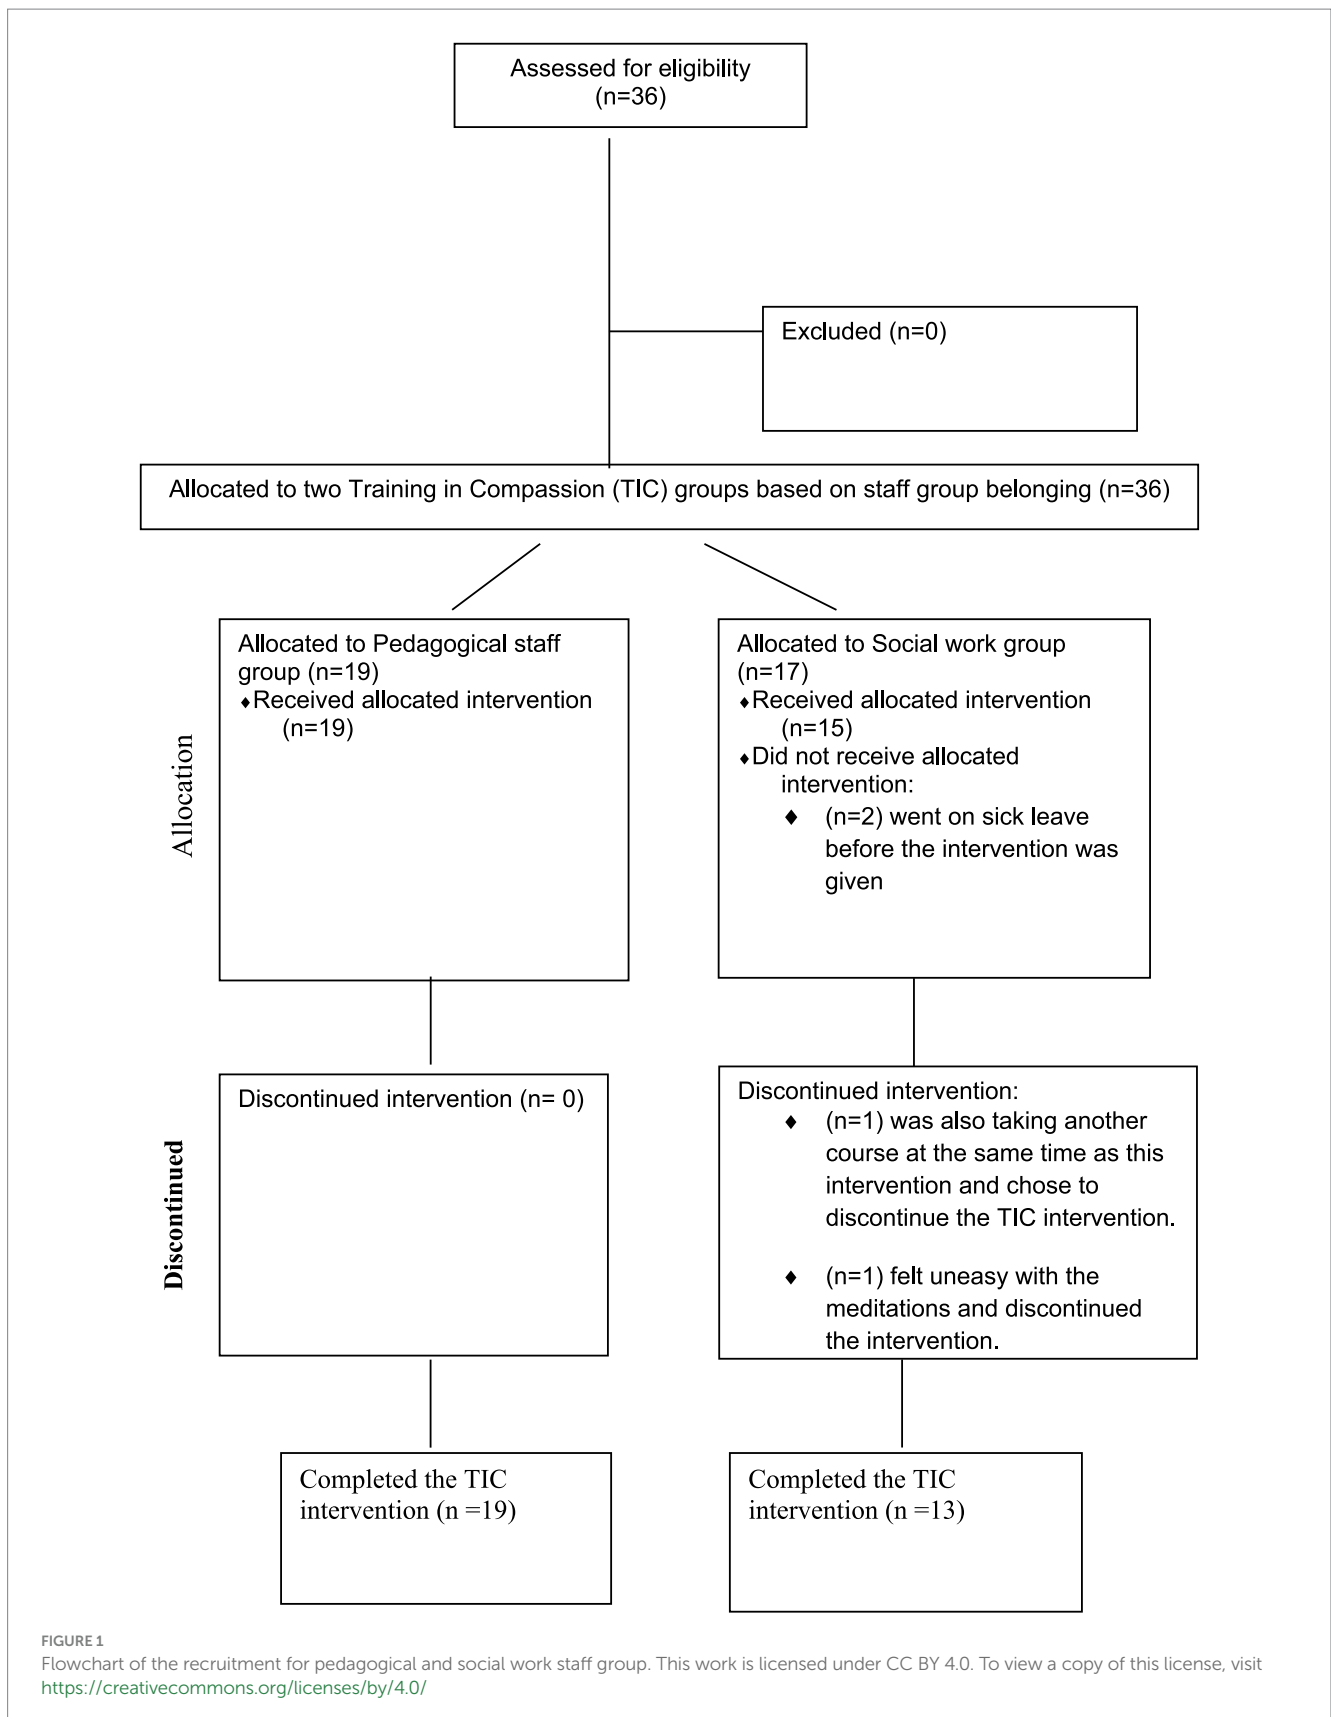 Assessed for eligibility
(n=36)
Excluded (n=0)
Allocated to two Training in Compassion (TIC) groups based on staff group belonging (n=36)
Allocation
Allocated to Pedagogical staff
group (n=19)
♦Received allocated intervention
(n=19)
Allocated to Social work group
(n=17)
♦Received allocated intervention
(n=15)
♦Did not receive allocated
intervention:
♦ (n=2) went on sick leave
before the intervention was
given
Discontinued
Discontinued intervention (n= 0)
Discontinued intervention:
♦ (n=1) was also taking another
course at the same time as this
intervention and chose to
discontinue the TIC intervention.
♦ (n=1) felt uneasy with the
meditations and discontinued
the intervention.
Completed the TIC
intervention (n =19)
Completed the TIC
intervention (n =13)
FIGURE 1
Flowchart of the recruitment for pedagogical and social work staff group. This work is licensed under CC BY 4.0. To view a copy of this license, visit
https://creativecommons.org/licenses/by/4.0/